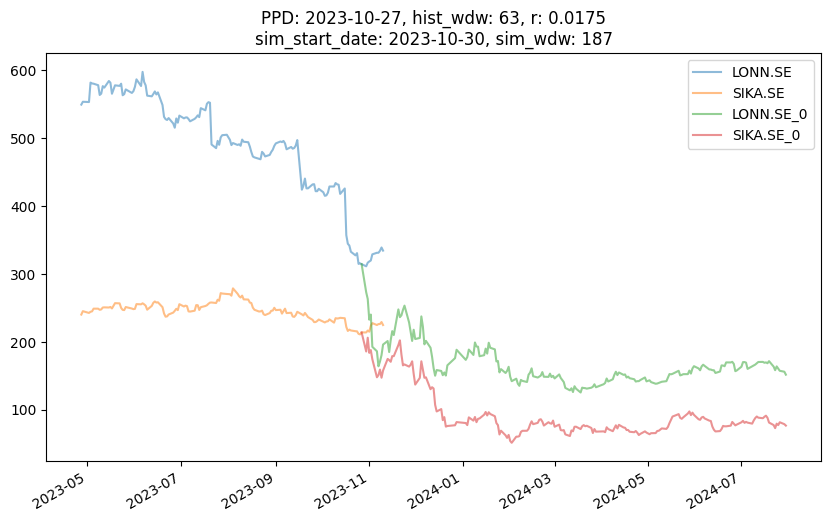 PPD: 2023-10-27, hist_wdw: 63, r: 0.0175
sim_start_date: 2023-10-30, sim_wdw: 187
600
500
400
300
200
100
LONN.SE
SIKA.SE
LONN.SE_0
SIKA.SE_0
2023-05
2023-07
2023-09
2023-11
2024-01
2024-03
2024-05
2024-07